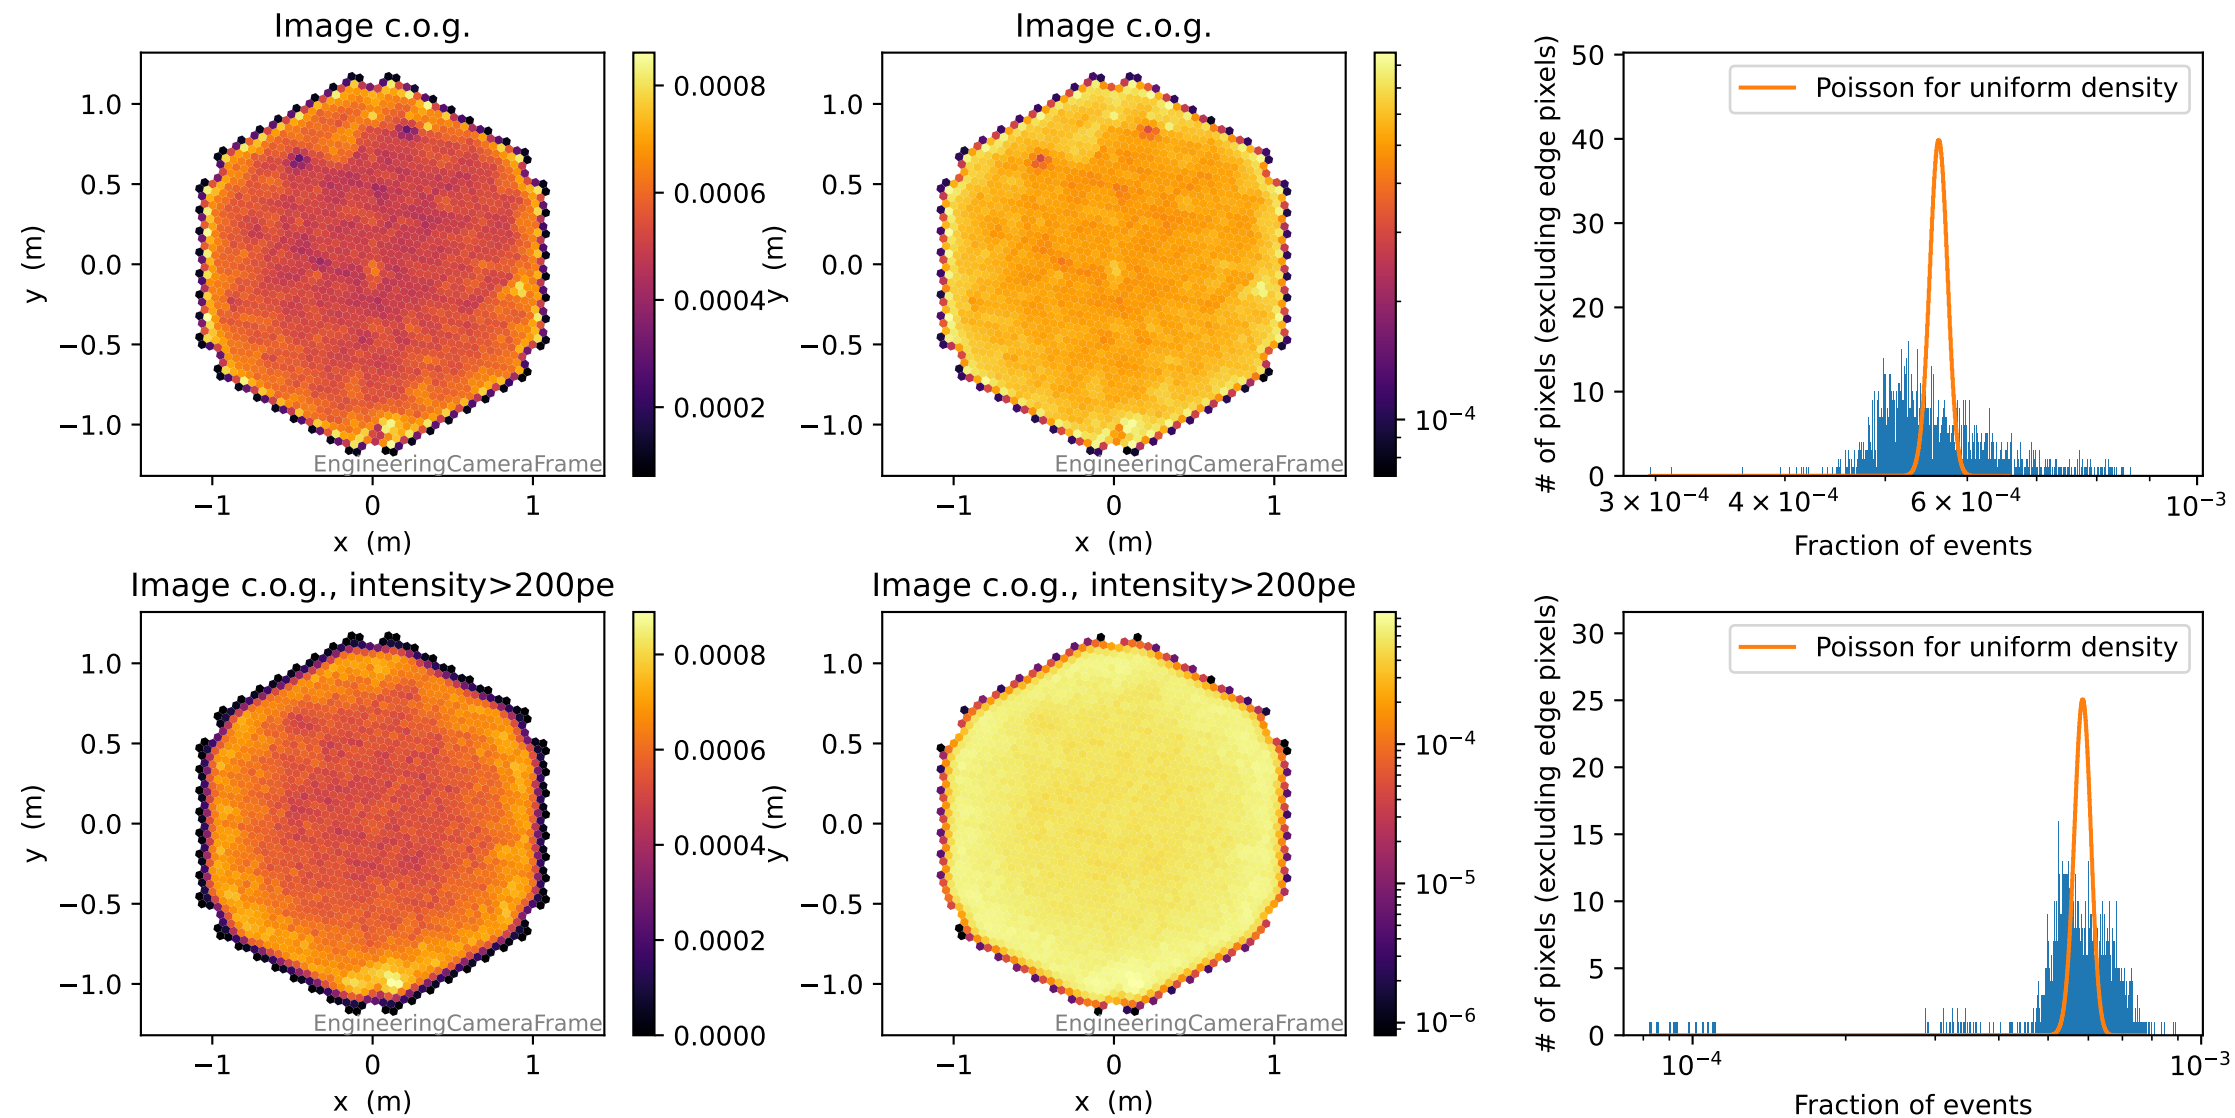 Image c.o.g.
1.0
0.5
0.0
−0.5
−1.0
y (m)
−1 0 1
x (m)
EngineeringCameraFrame
0.0008
0.0006
0.0004
0.0002
Image c.o.g.
y (m)
1.0
0.5
0.0
−0.5
−1.0
−1 0 1
x (m)
EngineeringCameraFrame
10⁻⁴
# of pixels (excluding edge pixels)
50
40
30
20
10
0
Poisson for uniform density
3 × 10⁻⁴ 4 × 10⁻⁴ 6 × 10⁻⁴ 10⁻³
Fraction of events
Image c.o.g., intensity>200pe
1.0
0.5
0.0
−0.5
−1.0
y (m)
−1 0 1
x (m)
EngineeringCameraFrame
0.0008
0.0006
0.0004
0.0002
0.0000
Image c.o.g., intensity>200pe
y (m)
1.0
0.5
0.0
−0.5
−1.0
−1 0 1
x (m)
EngineeringCameraFrame
10⁻⁴
10⁻⁵
10⁻⁶
# of pixels (excluding edge pixels)
30
25
20
15
10
5
0
Poisson for uniform density
10⁻⁴ 10⁻³
Fraction of events